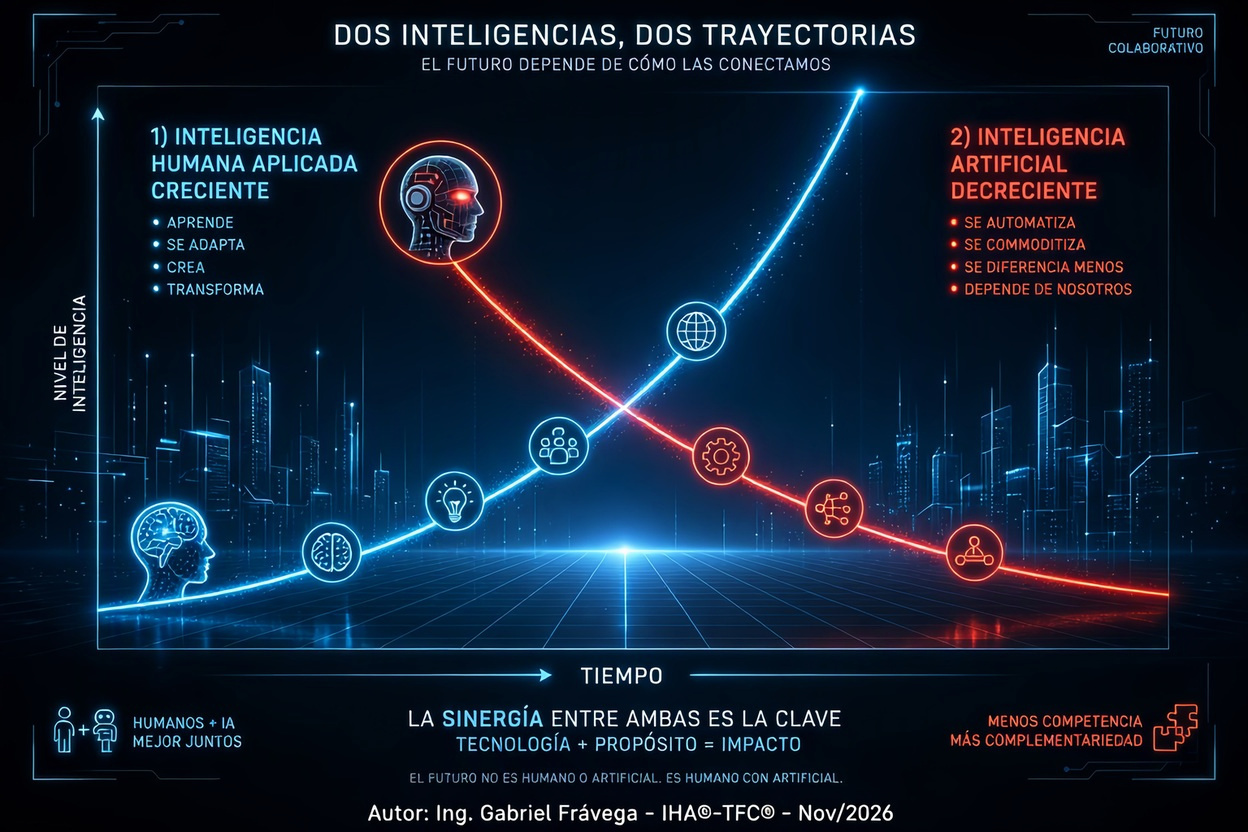 DOS INTELIGENCIAS, DOS TRAYECTORIAS
EL FUTURO DEPENDE DE CÓMO LAS CONECTAMOS
FUTURO
COLABORATIVO
1) INTELIGENCIA
HUMANA APLICADA
CRECIENTE
• APRENDE
• SE ADAPTA
• CREA
• TRANSFORMA
2) INTELIGENCIA
ARTIFICIAL
DECRECIENTE
• SE AUTOMATIZA
• SE COMMODITIZA
• SE DIFERENCIA MENOS
• DEPENDE DE NOSOTROS
NIVEL DE
INTELIGENCIA
TIEMPO
HUMANOS + IA
MEJOR JUNTOS
LA SINERGÍA ENTRE AMBAS ES LA CLAVE
TECNOLOGÍA + PROPÓSITO = IMPACTO
MENOS COMPETENCIA
MÁS COMPLEMENTARIEDAD
EL FUTURO NO ES HUMANO O ARTIFICIAL. ES HUMANO CON ARTIFICIAL.
Autor: Ing. Gabriel Frávega - IHA®-TFC® - Nov/2026